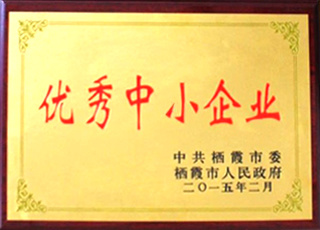 优秀中小企业
中共栖霞市委
栖霞市人民政府
二〇一五年二月